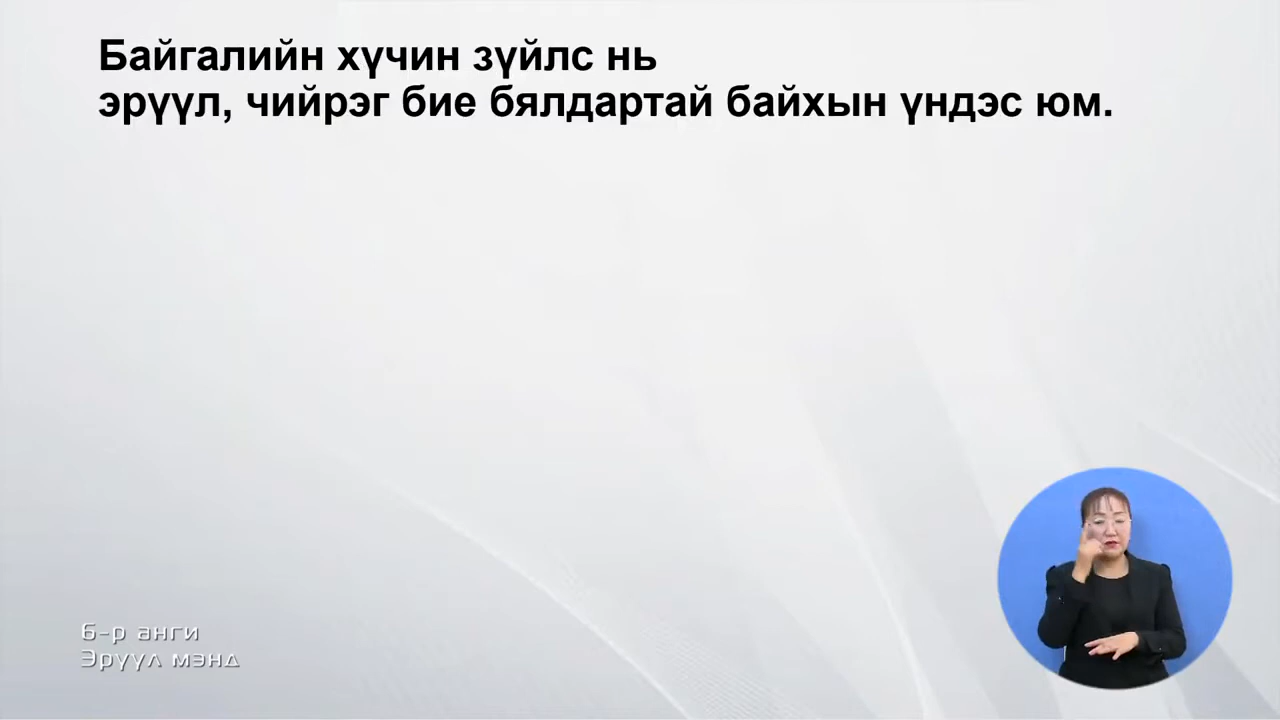 Байгалийн хүчин зүйлс нь
эрүүл, чийрэг бие бялдартай байхын үндэс юм.
6-р анги
Эрүүл мэнд